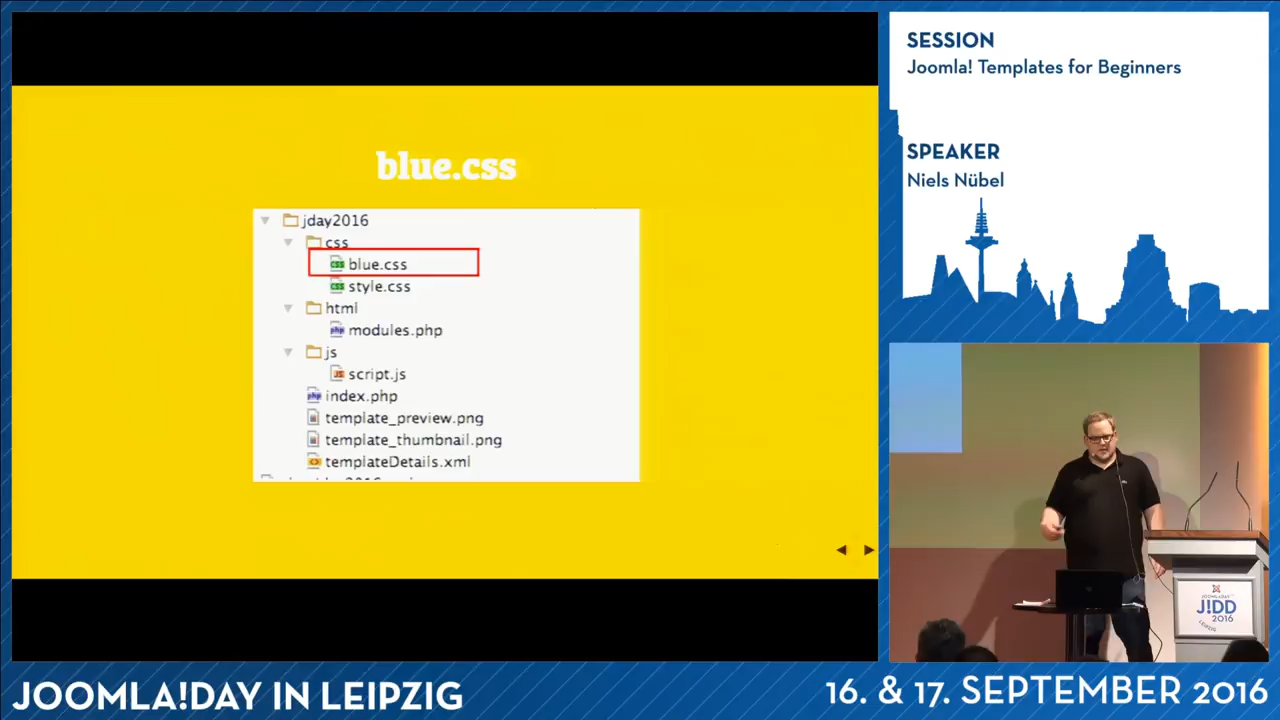 blue.css
jday2016
css
blue.css
style.css
html
modules.php
js
script.js
index.php
template_preview.png
template_thumbnail.png
templateDetails.xml
SESSION
Joomla! Templates for Beginners
SPEAKER
Niels Nübel
JOOMLA!DAY
J!DD
2016
LEIPZIG
JOOMLA!DAY IN LEIPZIG
16. & 17. SEPTEMBER 2016